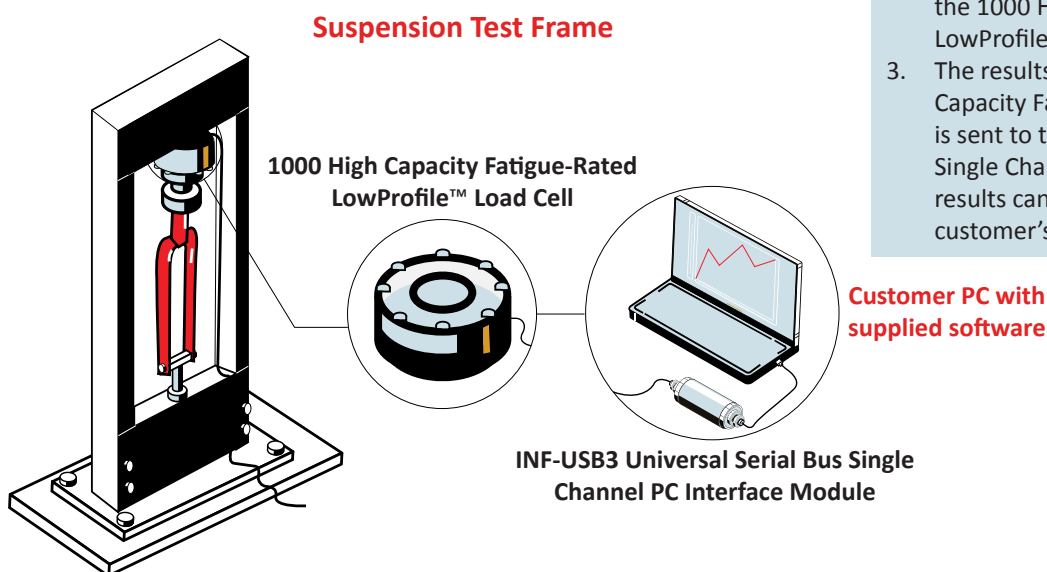 Suspension Test Frame
1000 High Capacity Fatigue-Rated
LowProfile™ Load Cell
INF-USB3 Universal Serial Bus Single
Channel PC Interface Module
Customer PC with
supplied software
the 1000 H
LowProfile
3. The results
Capacity Fa
is sent to t
Single Cha
results can
customer's